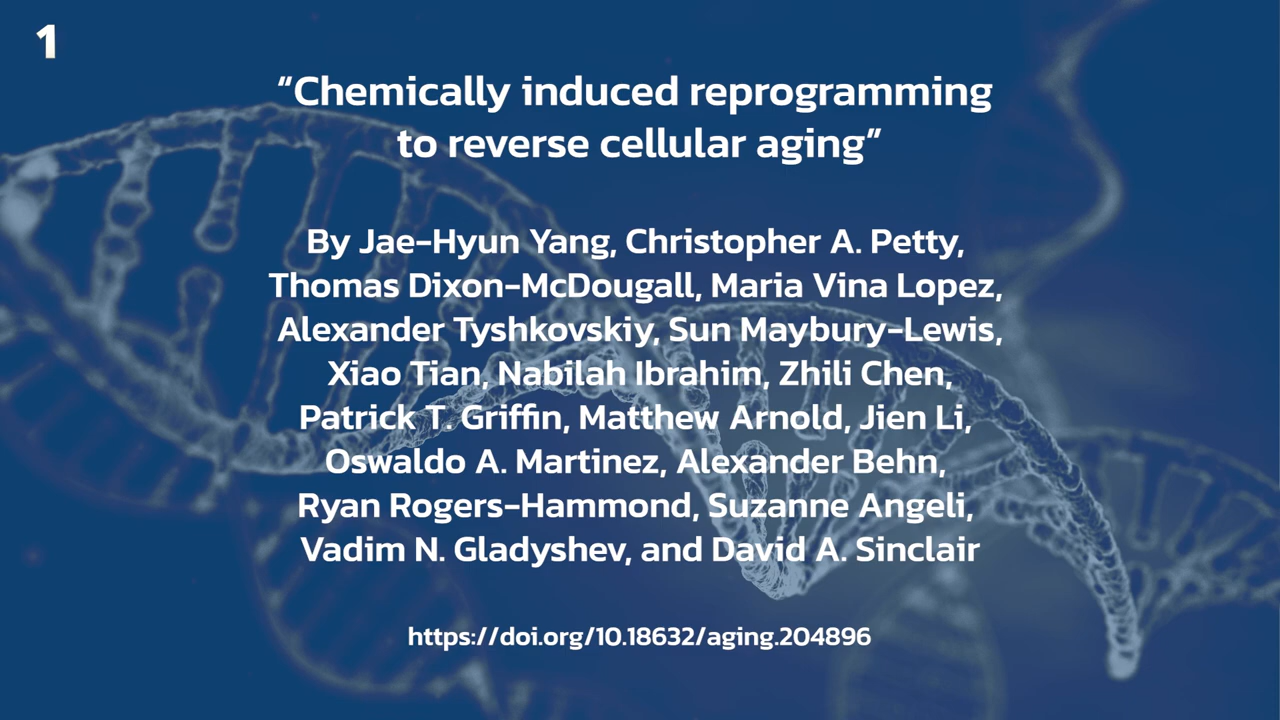 1
“Chemically induced reprogramming
to reverse cellular aging”
By Jae-Hyun Yang, Christopher A. Petty,
Thomas Dixon-McDougall, Maria Vina Lopez,
Alexander Tyshkovskiy, Sun Maybury-Lewis,
Xiao Tian, Nabilah Ibrahim, Zhili Chen,
Patrick T. Griffin, Matthew Arnold, Jien Li,
Oswaldo A. Martinez, Alexander Behn,
Ryan Rogers-Hammond, Suzanne Angeli,
Vadim N. Gladyshev, and David A. Sinclair
https://doi.org/10.18632/aging.204896